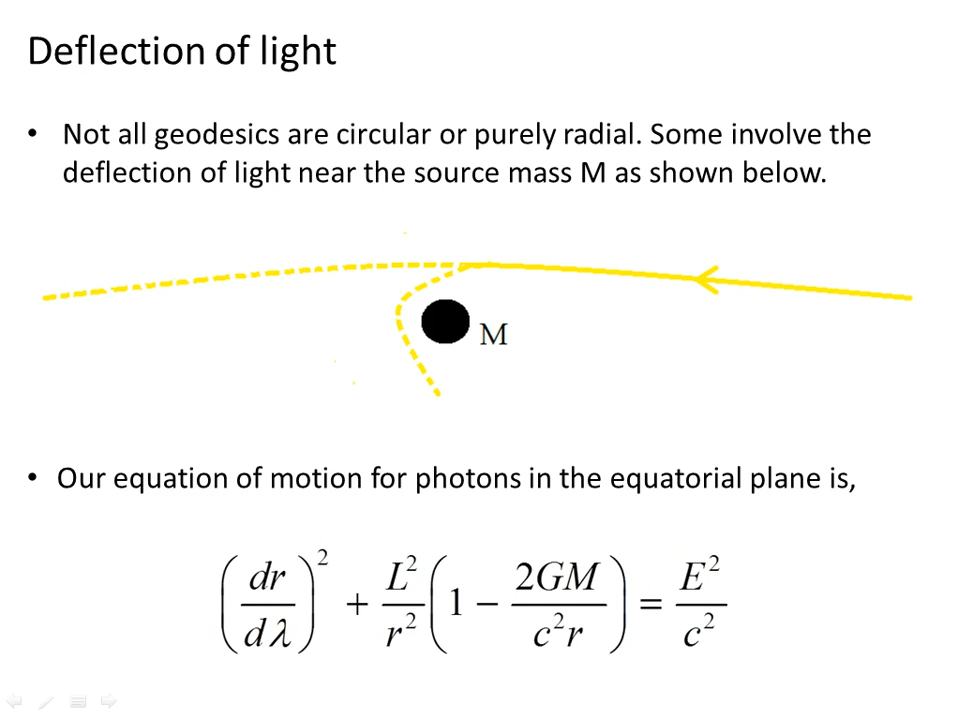 Deflection of light
• Not all geodesics are circular or purely radial. Some involve the
deflection of light near the source mass M as shown below.
M
• Our equation of motion for photons in the equatorial plane is,
(dr/dλ)² + L²/r² (1 − 2GM/c²r) = E²/c²